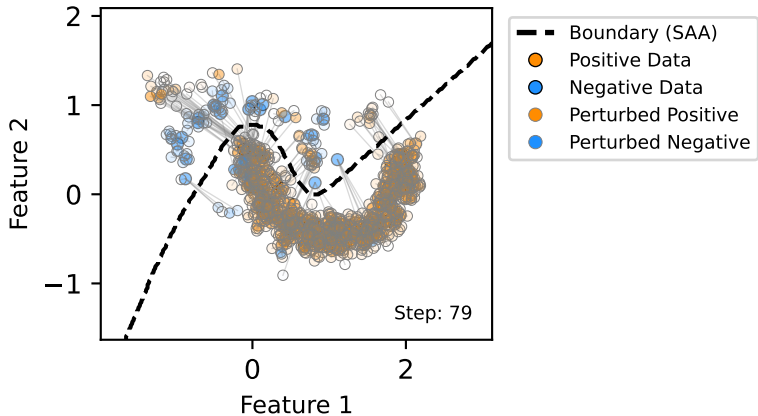 2
1
0
−1
Feature 2
0
2
Feature 1
Step: 79
Boundary (SAA)
Positive Data
Negative Data
Perturbed Positive
Perturbed Negative